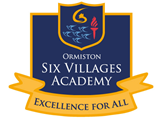 ORMISTON
SIX VILLAGES
ACADEMY
EXCELLENCE FOR ALL